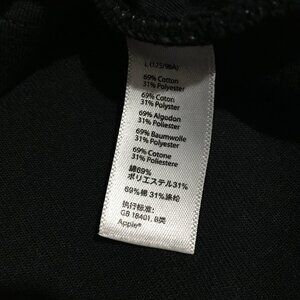 L (175/96A)
69% Cotton
31% Polyester
69% Coton
31% Polyester
69% Algodon
31% Poliester
69% Baumwolle
31% Polyester
69% Cotone
31% Poliestere
綿69%
ポリエステル31%
69%棉 31%涤纶
执行标准:
GB 18401. B类
Apple®